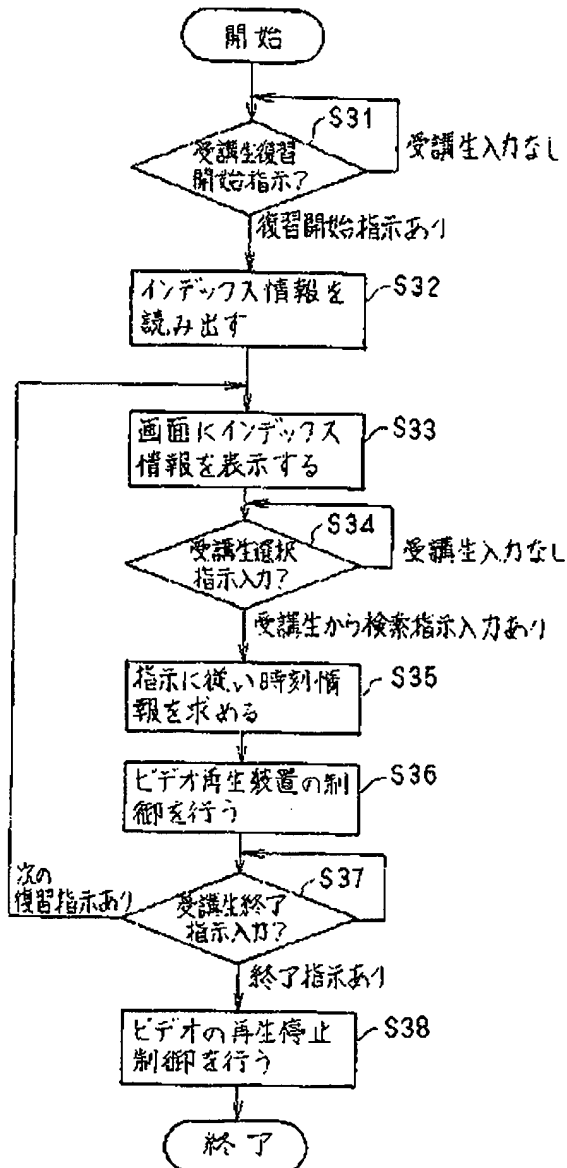 開始
S31
受講生復習
開始指示?
受講生入力なし
復習開始指示あり
インデックス情報を
読み出す
S32
画面にインデックス
情報を表示する
S33
S34
受講生選択
指示入力?
受講生入力なし
受講生から検索指示入力あり
指示に従い時刻情
報を求める
S35
ビデオ再生装置の制
御を行う
S36
次の
復習指示あり
S37
受講生終了
指示入力?
終了指示あり
ビデオの再生停止
制御を行う
S38
終了